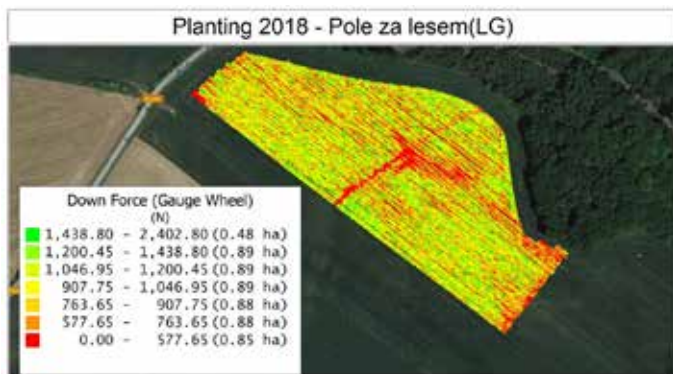 Planting 2018 - Pole za lesem(LG)
Down Force (Gauge Wheel)
(N)
1,438.80 - 2,402.80 (0.48 ha)
1,200.45 - 1,438.80 (0.89 ha)
1,046.95 - 1,200.45 (0.89 ha)
907.75 - 1,046.95 (0.89 ha)
763.65 - 907.75 (0.88 ha)
577.65 - 763.65 (0.88 ha)
0.00 - 577.65 (0.85 ha)